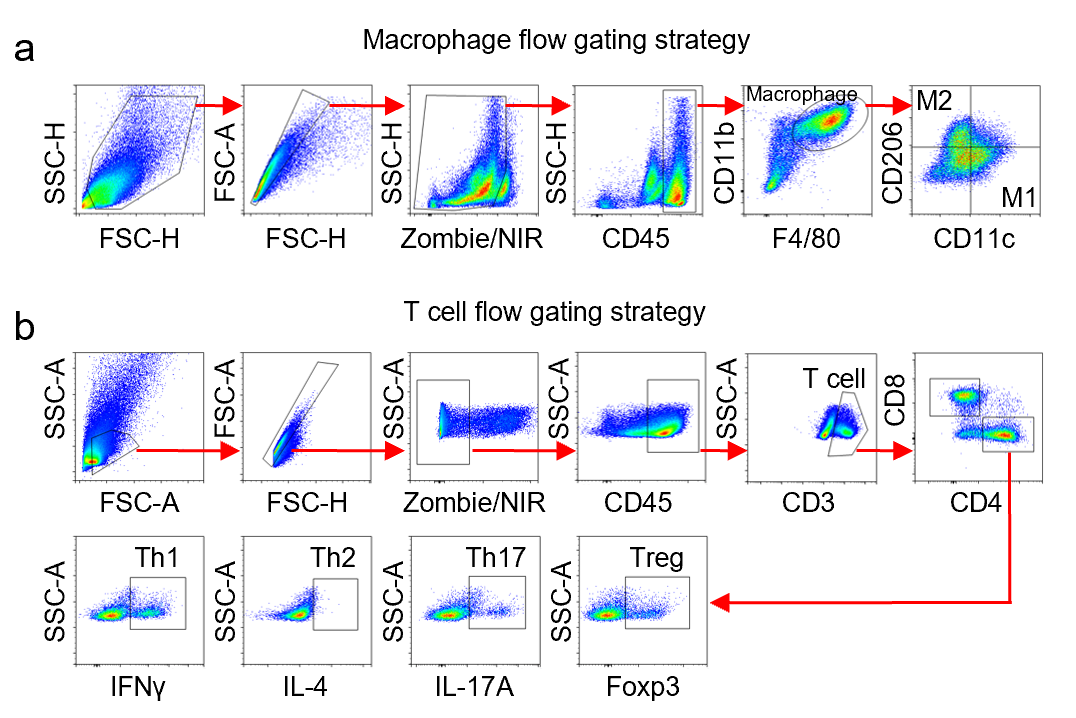 a
Macrophage flow gating strategy
SSC-H
FSC-H
FSC-A
FSC-H
SSC-H
Zombie/NIR
SSC-H
CD45
Macrophage
CD11b
F4/80
M2
CD206
M1
CD11c
b
T cell flow gating strategy
SSC-A
FSC-A
FSC-A
FSC-H
SSC-A
Zombie/NIR
SSC-A
CD45
T cell
SSC-A
CD3
CD8
CD4
Th1
SSC-A
IFNγ
Th2
SSC-A
IL-4
Th17
SSC-A
IL-17A
Treg
SSC-A
Foxp3